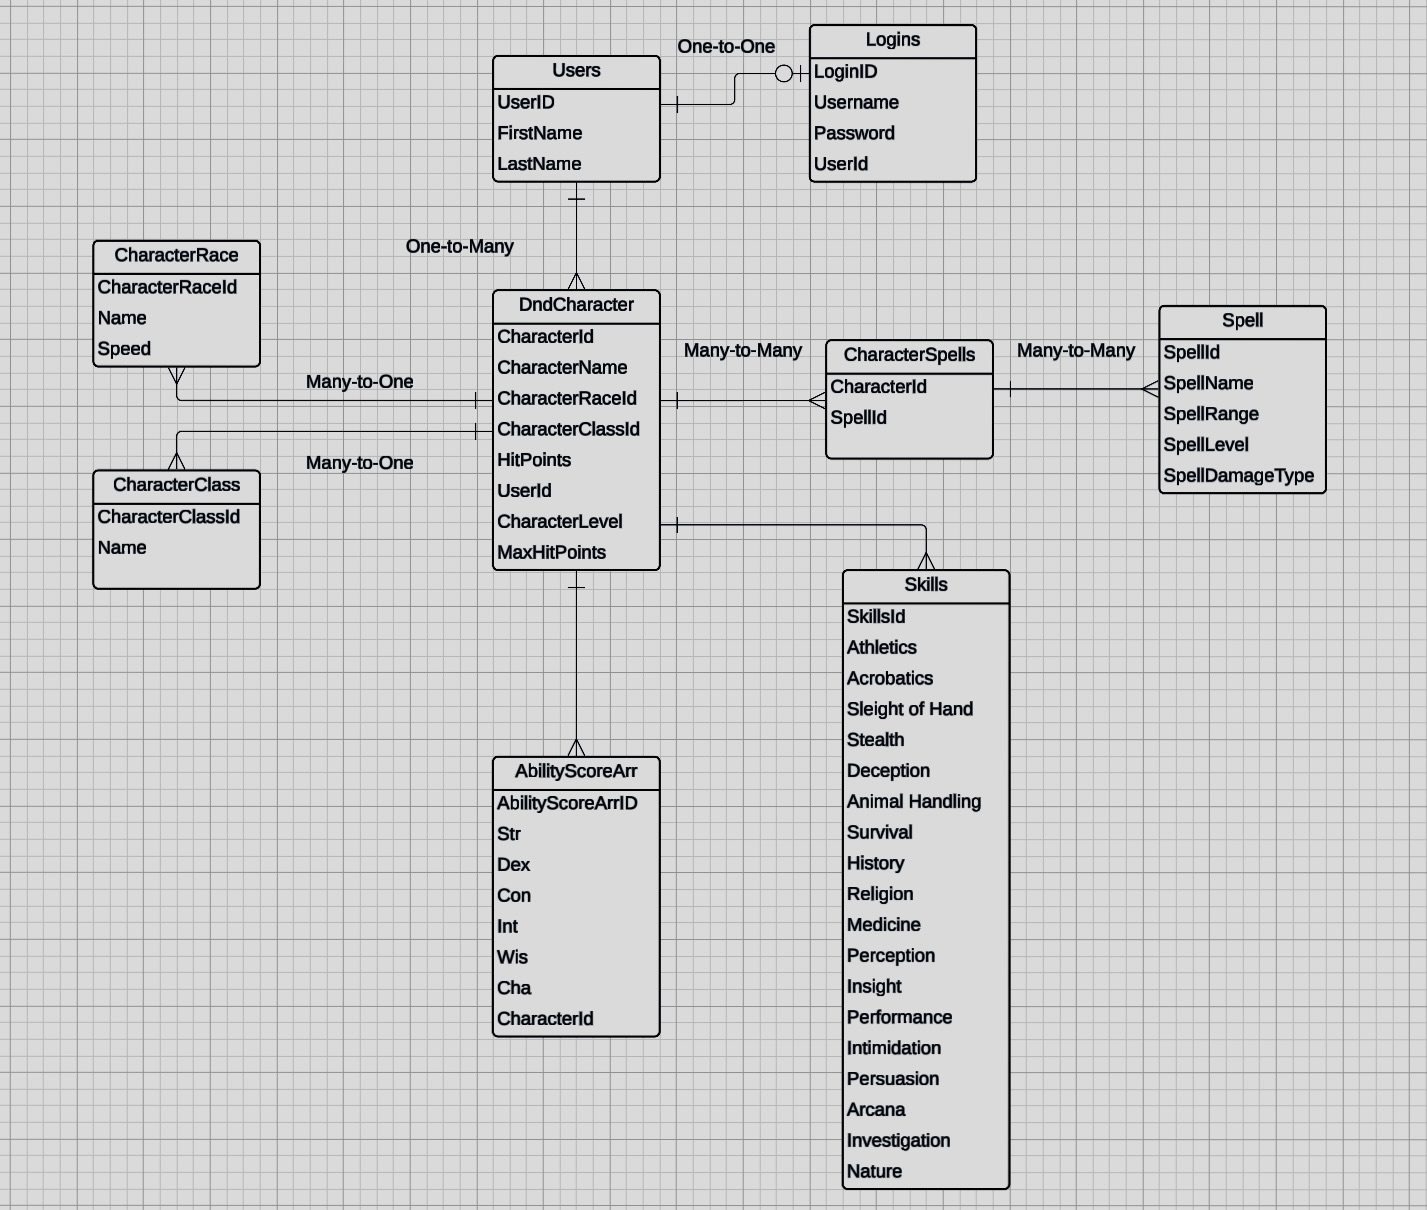 One-to-One
Logins
LoginID
Username
Password
UserId
Users
UserID
FirstName
LastName
One-to-Many
CharacterRace
CharacterRaceId
Name
Speed
Many-to-One
DndCharacter
CharacterId
CharacterName
CharacterRaceId
CharacterClassId
HitPoints
UserId
CharacterLevel
MaxHitPoints
Many-to-Many
CharacterSpells
CharacterId
SpellId
Many-to-Many
Spell
SpellId
SpellName
SpellRange
SpellLevel
SpellDamageType
Many-to-One
CharacterClass
CharacterClassId
Name
Skills
SkillsId
Athletics
Acrobatics
Sleight of Hand
Stealth
Deception
Animal Handling
Survival
History
Religion
Medicine
Perception
Insight
Performance
Intimidation
Persuasion
Arcana
Investigation
Nature
AbilityScoreArr
AbilityScoreArrID
Str
Dex
Con
Int
Wis
Cha
CharacterId